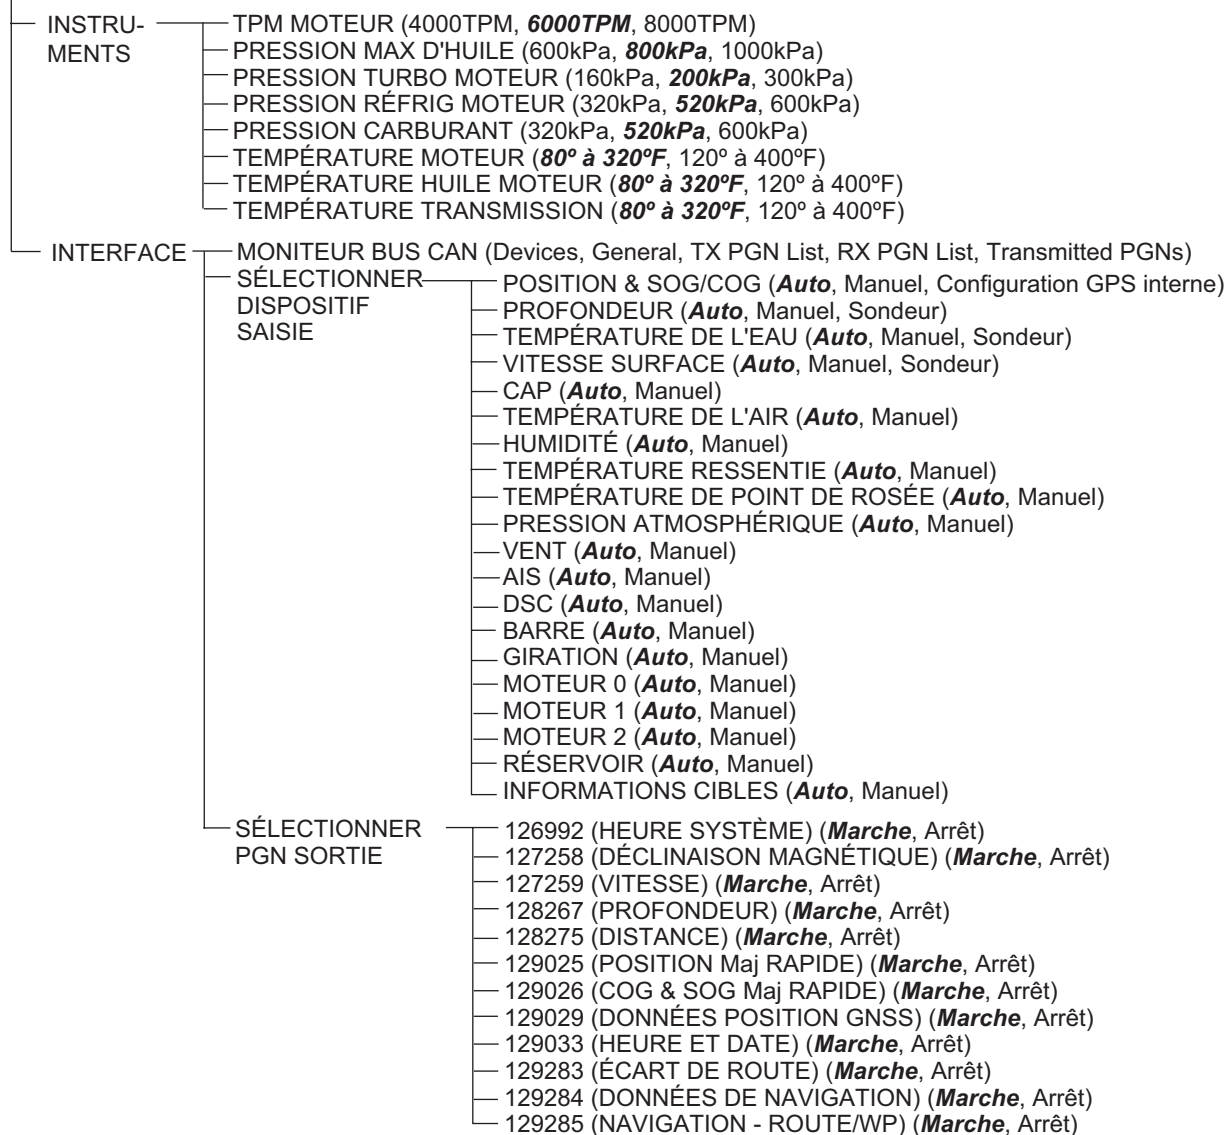 INSTRU-
MENTS
TPM MOTEUR (4000TPM, 6000TPM, 8000TPM)
PRESSION MAX D'HUILE (600kPa, 800kPa, 1000kPa)
PRESSION TURBO MOTEUR (160kPa, 200kPa, 300kPa)
PRESSION RÉFRIG MOTEUR (320kPa, 520kPa, 600kPa)
PRESSION CARBURANT (320kPa, 520kPa, 600kPa)
TEMPÉRATURE MOTEUR (80º à 320ºF, 120º à 400ºF)
TEMPÉRATURE HUILE MOTEUR (80º à 320ºF, 120º à 400ºF)
TEMPÉRATURE TRANSMISSION (80º à 320ºF, 120º à 400ºF)
INTERFACE
MONITEUR BUS CAN (Devices, General, TX PGN List, RX PGN List, Transmitted PGNs)
SÉLECTIONNER
DISPOSITIF
SAISIE
POSITION & SOG/COG (Auto, Manuel, Configuration GPS interne)
PROFONDEUR (Auto, Manuel, Sondeur)
TEMPÉRATURE DE L'EAU (Auto, Manuel, Sondeur)
VITESSE SURFACE (Auto, Manuel, Sondeur)
CAP (Auto, Manuel)
TEMPÉRATURE DE L'AIR (Auto, Manuel)
HUMIDITÉ (Auto, Manuel)
TEMPÉRATURE RESSENTIE (Auto, Manuel)
TEMPÉRATURE DE POINT DE ROSÉE (Auto, Manuel)
PRESSION ATMOSPHÉRIQUE (Auto, Manuel)
VENT (Auto, Manuel)
AIS (Auto, Manuel)
DSC (Auto, Manuel)
BARRE (Auto, Manuel)
GIRATION (Auto, Manuel)
MOTEUR 0 (Auto, Manuel)
MOTEUR 1 (Auto, Manuel)
MOTEUR 2 (Auto, Manuel)
RÉSERVOIR (Auto, Manuel)
INFORMATIONS CIBLES (Auto, Manuel)
SÉLECTIONNER
PGN SORTIE
126992 (HEURE SYSTÈME) (Marche, Arrêt)
127258 (DÉCLINAISON MAGNÉTIQUE) (Marche, Arrêt)
127259 (VITESSE) (Marche, Arrêt)
128267 (PROFONDEUR) (Marche, Arrêt)
128275 (DISTANCE) (Marche, Arrêt)
129025 (POSITION Maj RAPIDE) (Marche, Arrêt)
129026 (COG & SOG Maj RAPIDE) (Marche, Arrêt)
129029 (DONNÉES POSITION GNSS) (Marche, Arrêt)
129033 (HEURE ET DATE) (Marche, Arrêt)
129283 (ÉCART DE ROUTE) (Marche, Arrêt)
129284 (DONNÉES DE NAVIGATION) (Marche, Arrêt)
129285 (NAVIGATION - ROUTE/WP) (Marche, Arrêt)